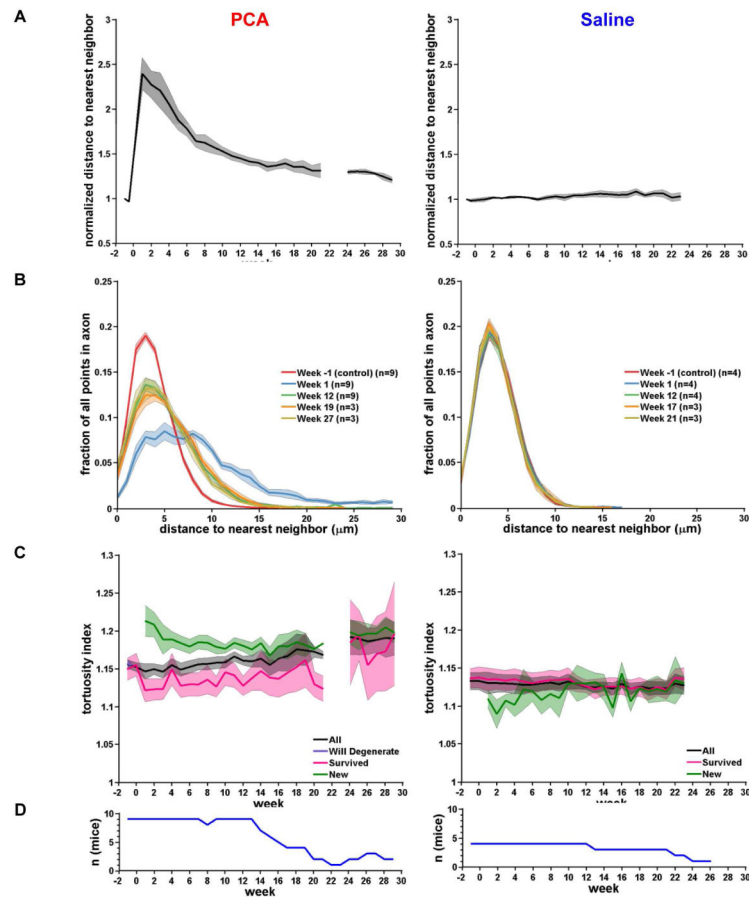 A
PCA
Saline
normalized distance to nearest neighbor
3
2.5
2
1.5
1
0.5
-2 0 2 4 6 8 10 12 14 16 18 20 22 24 26 28 30
normalized distance to nearest neighbor
3
2.5
2
1.5
1
0.5
-2 0 2 4 6 8 10 12 14 16 18 20 22 24 26 28 30
B
fraction of all points in axon
0.25
0.2
0.15
0.1
0.05
0
0 5 10 15 20 25 30
distance to nearest neighbor (μm)
Week -1 (control) (n=9)
Week 1 (n=9)
Week 12 (n=9)
Week 19 (n=3)
Week 27 (n=3)
fraction of all points in axon
0.25
0.2
0.15
0.1
0.05
0
0 5 10 15 20 25 30
distance to nearest neighbor (μm)
Week -1 (control) (n=4)
Week 1 (n=4)
Week 12 (n=4)
Week 17 (n=3)
Week 21 (n=3)
C
tortuosity index
1.3
1.25
1.2
1.15
1.1
1.05
1
-2 0 2 4 6 8 10 12 14 16 18 20 22 24 26 28 30
week
All
Will Degenerate
Survived
New
tortuosity index
1.3
1.25
1.2
1.15
1.1
1.05
1
-2 0 2 4 6 8 10 12 14 16 18 20 22 24 26 28 30
All
Survived
New
D
n (mice)
10
5
0
-2 0 2 4 6 8 10 12 14 16 18 20 22 24 26 28 30
week
n (mice)
10
5
0
-2 0 2 4 6 8 10 12 14 16 18 20 22 24 26 28 30
week